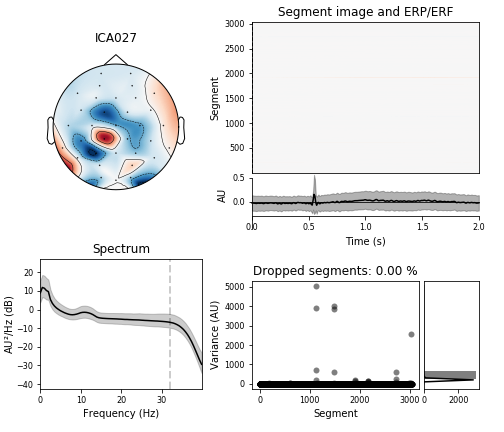 ICA027
Segment image and ERP/ERF
Segment
3000
2500
2000
1500
1000
500
AU
0.5
0.0
0.0 0.5 1.0 1.5 2.0
Time (s)
Spectrum
AU²/Hz (dB)
20
10
0
−10
−20
−30
−40
0 10 20 30
Frequency (Hz)
Dropped segments: 0.00 %
Variance (AU)
5000
4000
3000
2000
1000
0
0 1000 2000 3000
Segment
0 2000